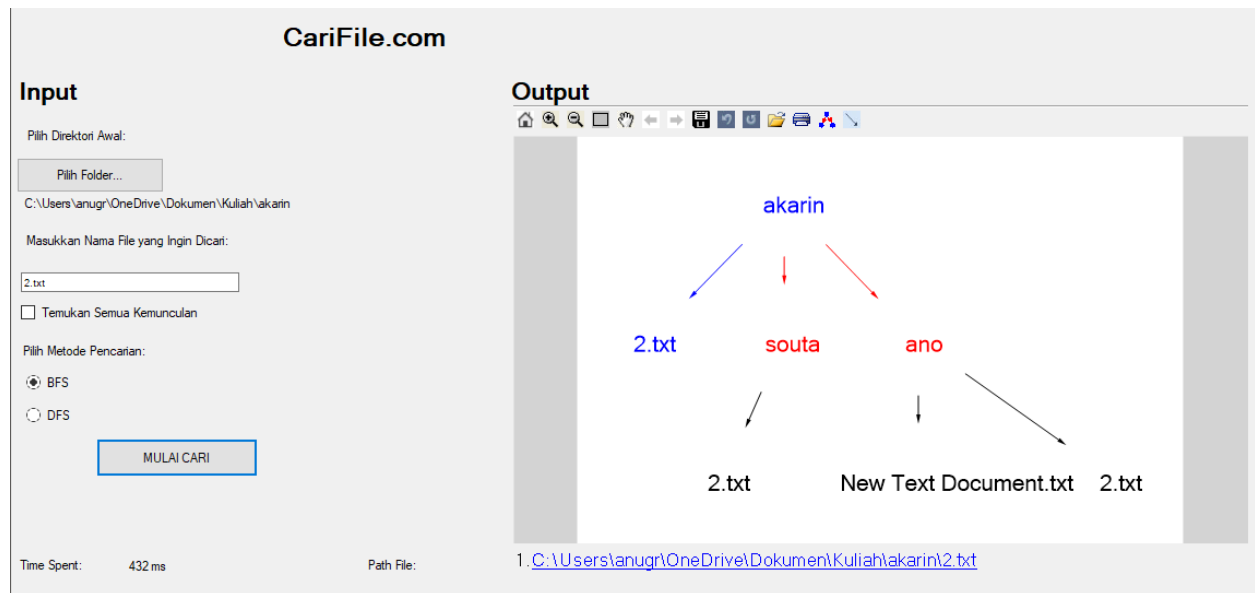 CariFile.com
Input
Pilih Direktori Awal:
Pilih Folder...
C:\Users\anugr\OneDrive\Dokumen\Kuliah\akarin
Masukkan Nama File yang Ingin Dicari:
2.txt
Temukan Semua Kemunculan
Pilih Metode Pencarian:
BFS
DFS
MULAI CARI
Time Spent: 432 ms
Output
akarin
2.txt souta ano
2.txt New Text Document.txt 2.txt
Path File: 1.C:\Users\anugr\OneDrive\Dokumen\Kuliah\akarin\2.txt